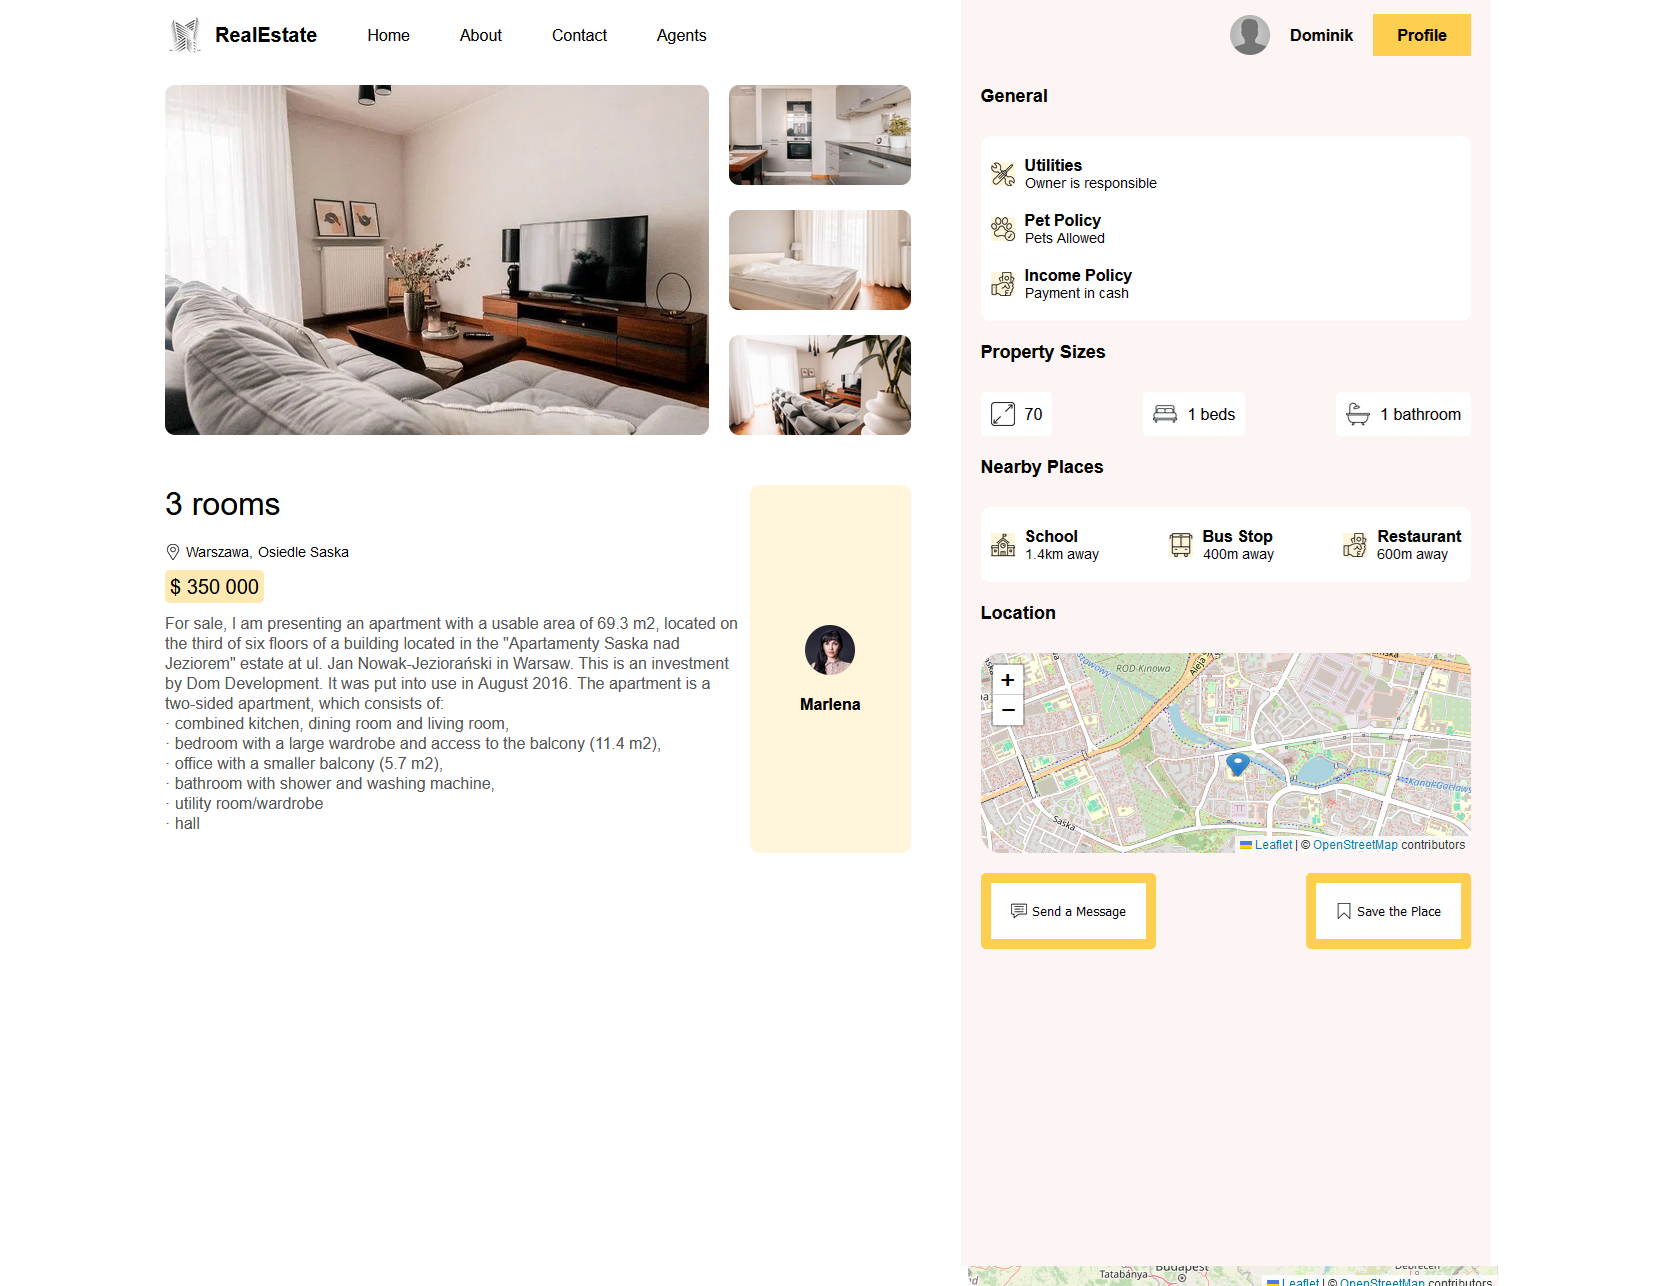 RealEstate
Home
About
Contact
Agents
Dominik
Profile
3 rooms
Warszawa, Osiedle Saska
$ 350 000
For sale, I am presenting an apartment with a usable area of 69.3 m2, located on
the third of six floors of a building located in the "Apartamenty Saska nad
Jeziorem" estate at ul. Jan Nowak-Jeziorański in Warsaw. This is an investment
by Dom Development. It was put into use in August 2016. The apartment is a
two-sided apartment, which consists of:
· combined kitchen, dining room and living room,
· bedroom with a large wardrobe and access to the balcony (11.4 m2),
· office with a smaller balcony (5.7 m2),
· bathroom with shower and washing machine,
· utility room/wardrobe
· hall
Marlena
General
Utilities
Owner is responsible
Pet Policy
Pets Allowed
Income Policy
Payment in cash
Property Sizes
70
1 beds
1 bathroom
Nearby Places
School
1.4km away
Bus Stop
400m away
Restaurant
600m away
Location
ROD Kinowa
Aleja
+
−
Saska
Leaflet | © OpenStreetMap contributors
Send a Message
Save the Place
Budapest
Tatabánya
Debrecen
Leaflet | © OpenStreetMap contributors